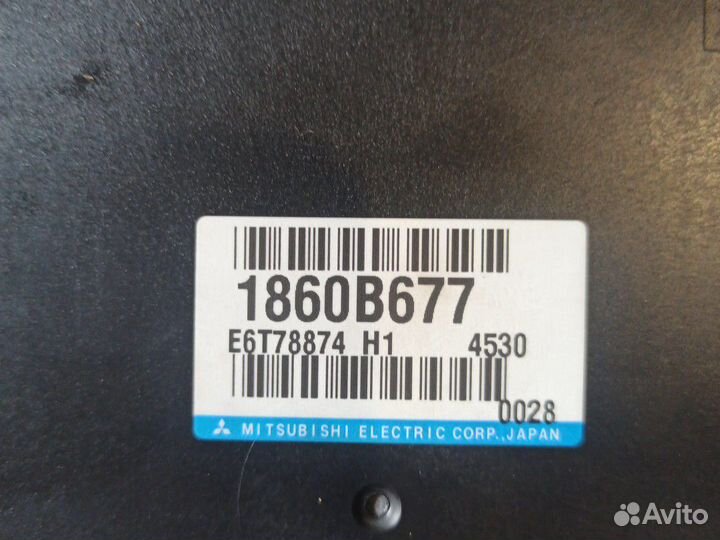 1860B677
E6T78874 H1 4530
0028
MITSUBISHI ELECTRIC CORP.,JAPAN
Avito